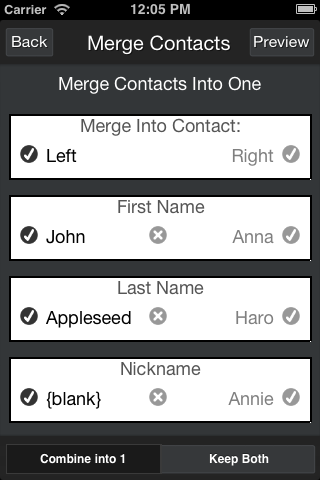 Carrier 12:05 PM
Back Merge Contacts Preview
Merge Contacts Into One
Merge Into Contact:
Left Right
First Name
John Anna
Last Name
Appleseed Haro
Nickname
{blank} Annie
Combine into 1 Keep Both